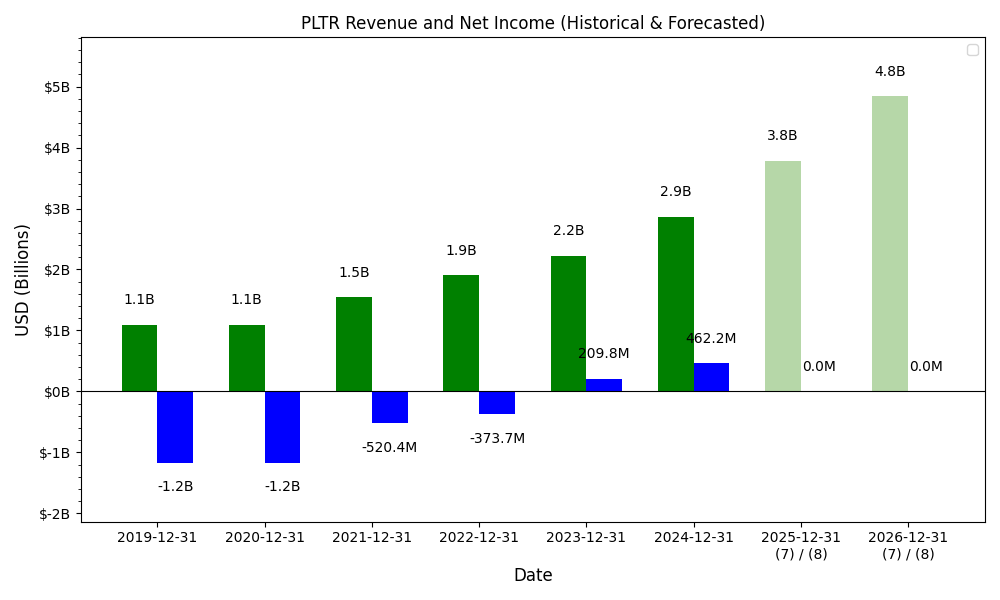 PLTR Revenue and Net Income (Historical & Forecasted)
USD (Billions)
$5B
$4B
$3B
$2B
$1B
$0B
$-1B
$-2B
1.1B
-1.2B
1.1B
-1.2B
1.5B
-520.4M
1.9B
-373.7M
2.2B
209.8M
2.9B
462.2M
3.8B
0.0M
4.8B
0.0M
2019-12-31
2020-12-31
2021-12-31
2022-12-31
2023-12-31
2024-12-31
2025-12-31
(7) / (8)
2026-12-31
(7) / (8)
Date